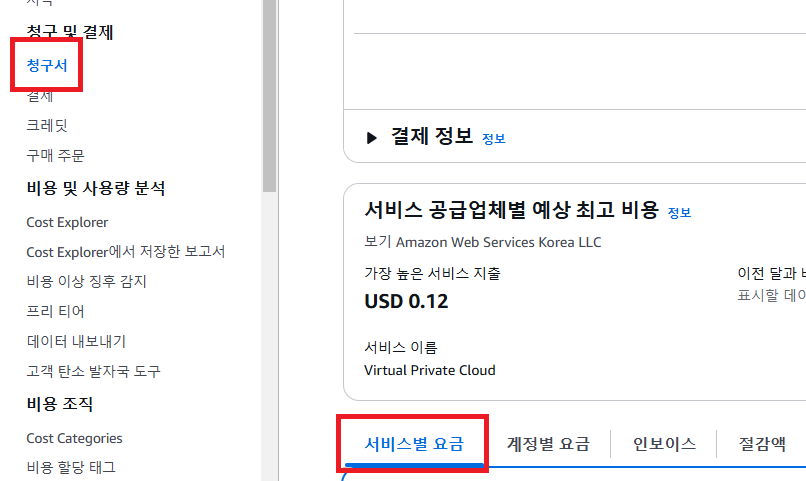 청구 및 결제
청구서
결제
크레딧
구매 주문
비용 및 사용량 분석
Cost Explorer
Cost Explorer에서 저장한 보고서
비용 이상 징후 감지
프리 티어
데이터 내보내기
고객 탄소 발자국 도구
비용 조직
Cost Categories
비용 할당 태그
결제 정보 정보
서비스 공급업체별 예상 최고 비용 정보
보기 Amazon Web Services Korea LLC
가장 높은 서비스 지출
USD 0.12
이전 달과
표시할
서비스 이름
Virtual Private Cloud
서비스별 요금 계정별 요금 인보이스 절감액